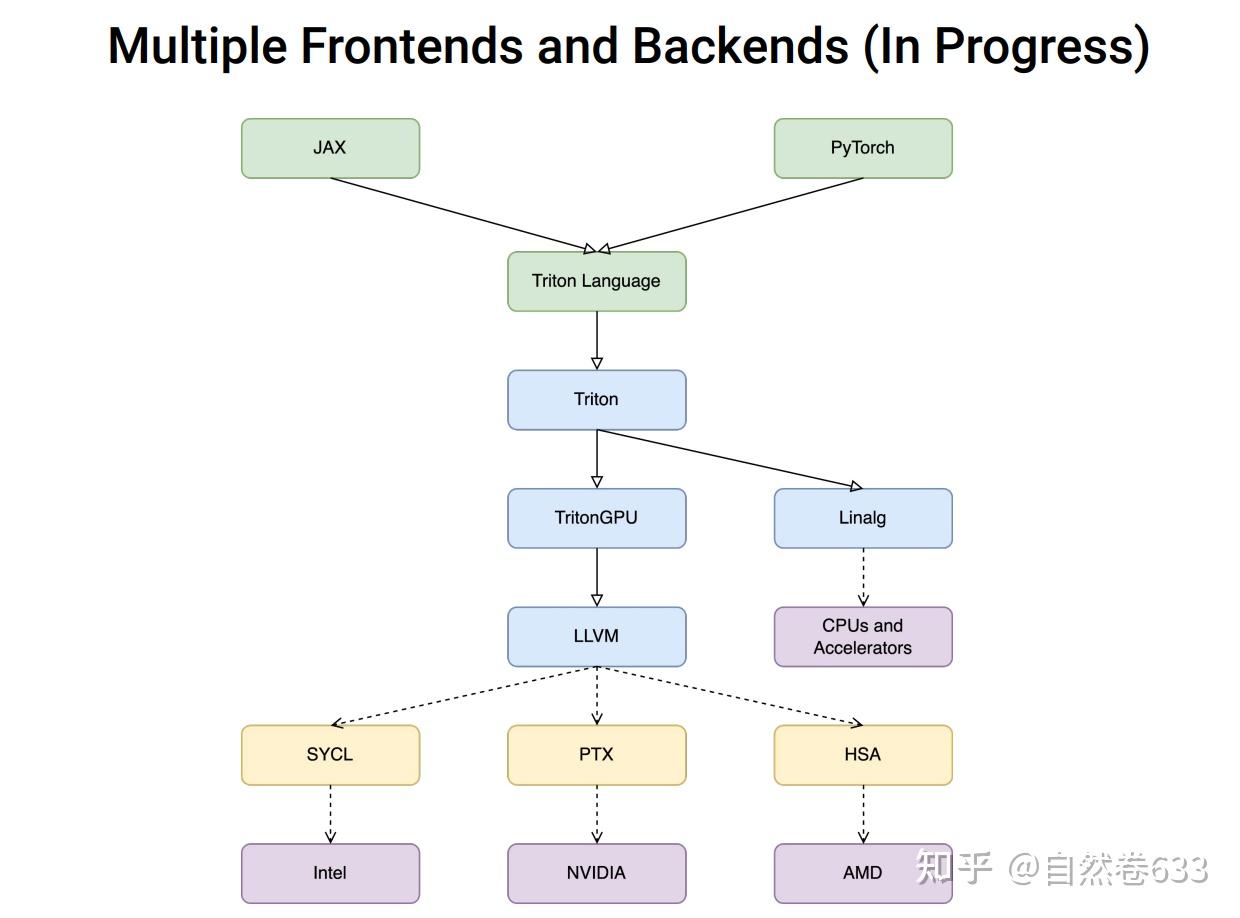 Multiple Frontends and Backends (In Progress)
JAX
PyTorch
Triton Language
Triton
TritonGPU
Linalg
LLVM
CPUs and
Accelerators
SYCL
PTX
HSA
Intel
NVIDIA
AMD
知乎 @自然卷633